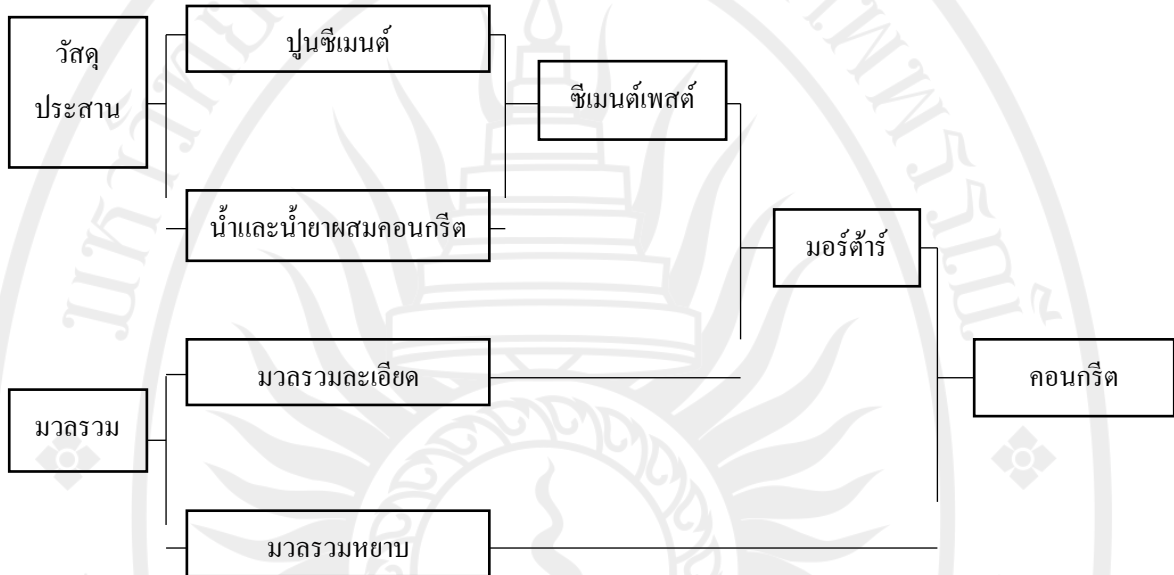 วัสดุ
ประสาน
ปูนซีเมนต์
ซีเมนต์เพสต์
น้ำและน้ำยาผสมคอนกรีต
มอร์ต้าร์
มวลรวมละเอียด
คอนกรีต
มวลรวม
มวลรวมหยาบ